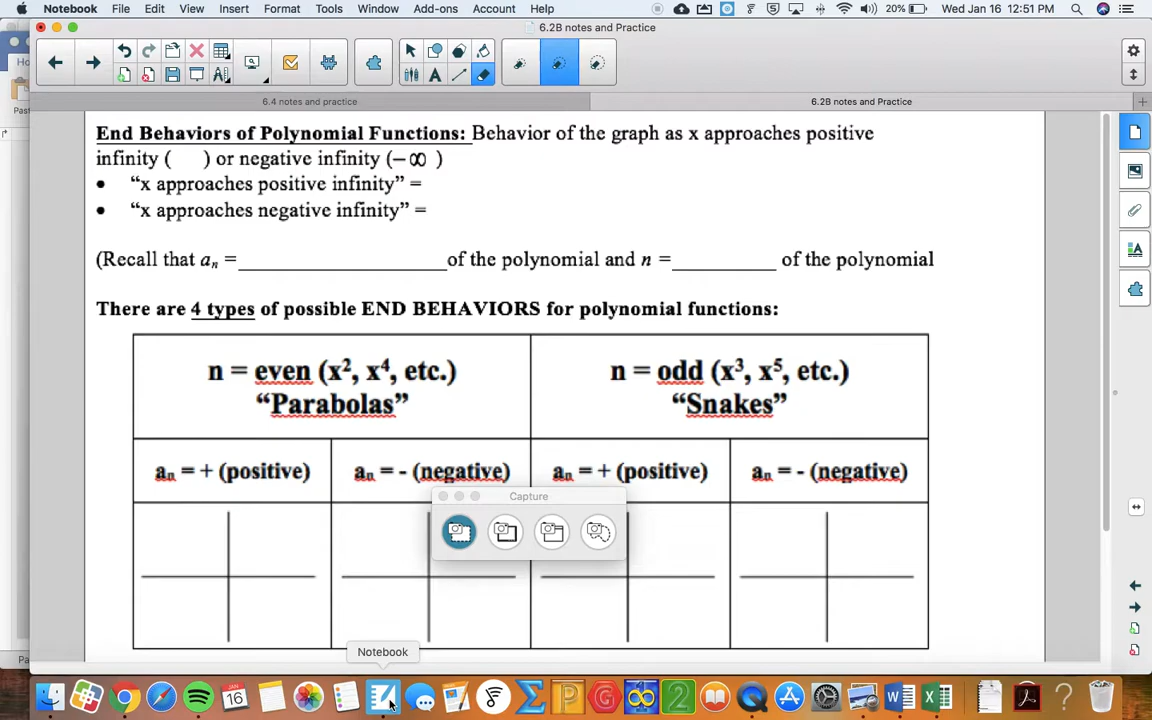 Notebook File Edit View Insert Format Tools Window Add-ons Account Help 20% Wed Jan 16 12:51 PM
6.2B notes and Practice
6.4 notes and practice 6.2B notes and Practice
End Behaviors of Polynomial Functions: Behavior of the graph as x approaches positive
infinity ( ) or negative infinity (−∞ )
• “x approaches positive infinity” =
• “x approaches negative infinity” =
(Recall that aₙ =____________________of the polynomial and n =__________ of the polynomial
There are 4 types of possible END BEHAVIORS for polynomial functions:
n = even (x², x⁴, etc.)
“Parabolas”
n = odd (x³, x⁵, etc.)
“Snakes”
aₙ = + (positive) aₙ = - (negative) aₙ = + (positive) aₙ = - (negative)
Capture
Notebook